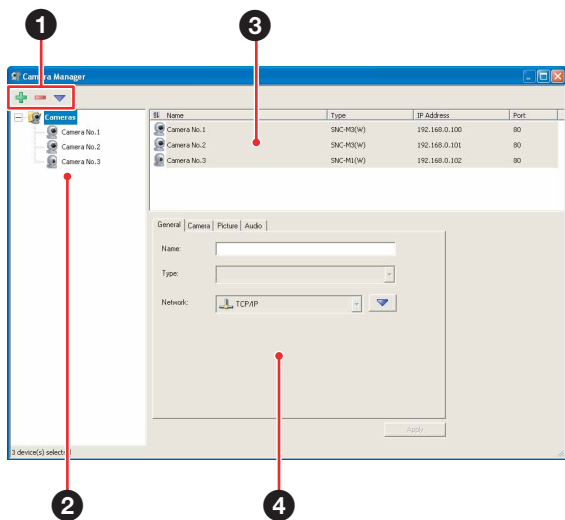 1
3
Camera Manager
Cameras
Camera No.1
Camera No.2
Camera No.3
Name Type IP Address Port
Camera No.1 SNC-M3(W) 192.168.0.100 80
Camera No.2 SNC-M3(W) 192.168.0.101 80
Camera No.3 SNC-M1(W) 192.168.0.102 80
General Camera Picture Audio
Name:
Type:
Network: TCP/IP
Apply
3 device(s) selected
2
4